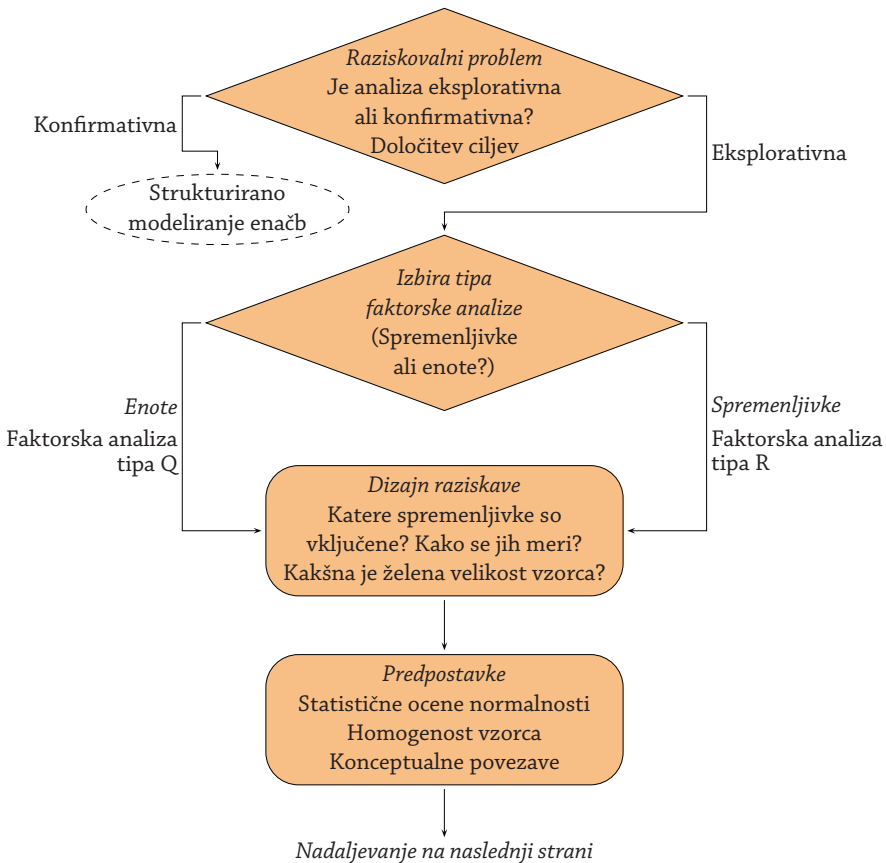 Raziskovalni problem
Je analiza eksplorativna
ali konfirmativna?
Določitev ciljev
Konfirmativna
Eksplorativna
Strukturirano
modeliranje enačb
Izbira tipa
faktorske analize
(Spremenljivke
ali enote?)
Enote
Faktorska analiza
tipa Q
Spremenljivke
Faktorska analiza
tipa R
Dizajn raziskave
Katere spremenljivke so
vključene? Kako se jih meri?
Kakšna je želena velikost vzorca?
Predpostavke
Statistične ocene normalnosti
Homogenost vzorca
Konceptualne povezave
Nadaljevanje na naslednji strani